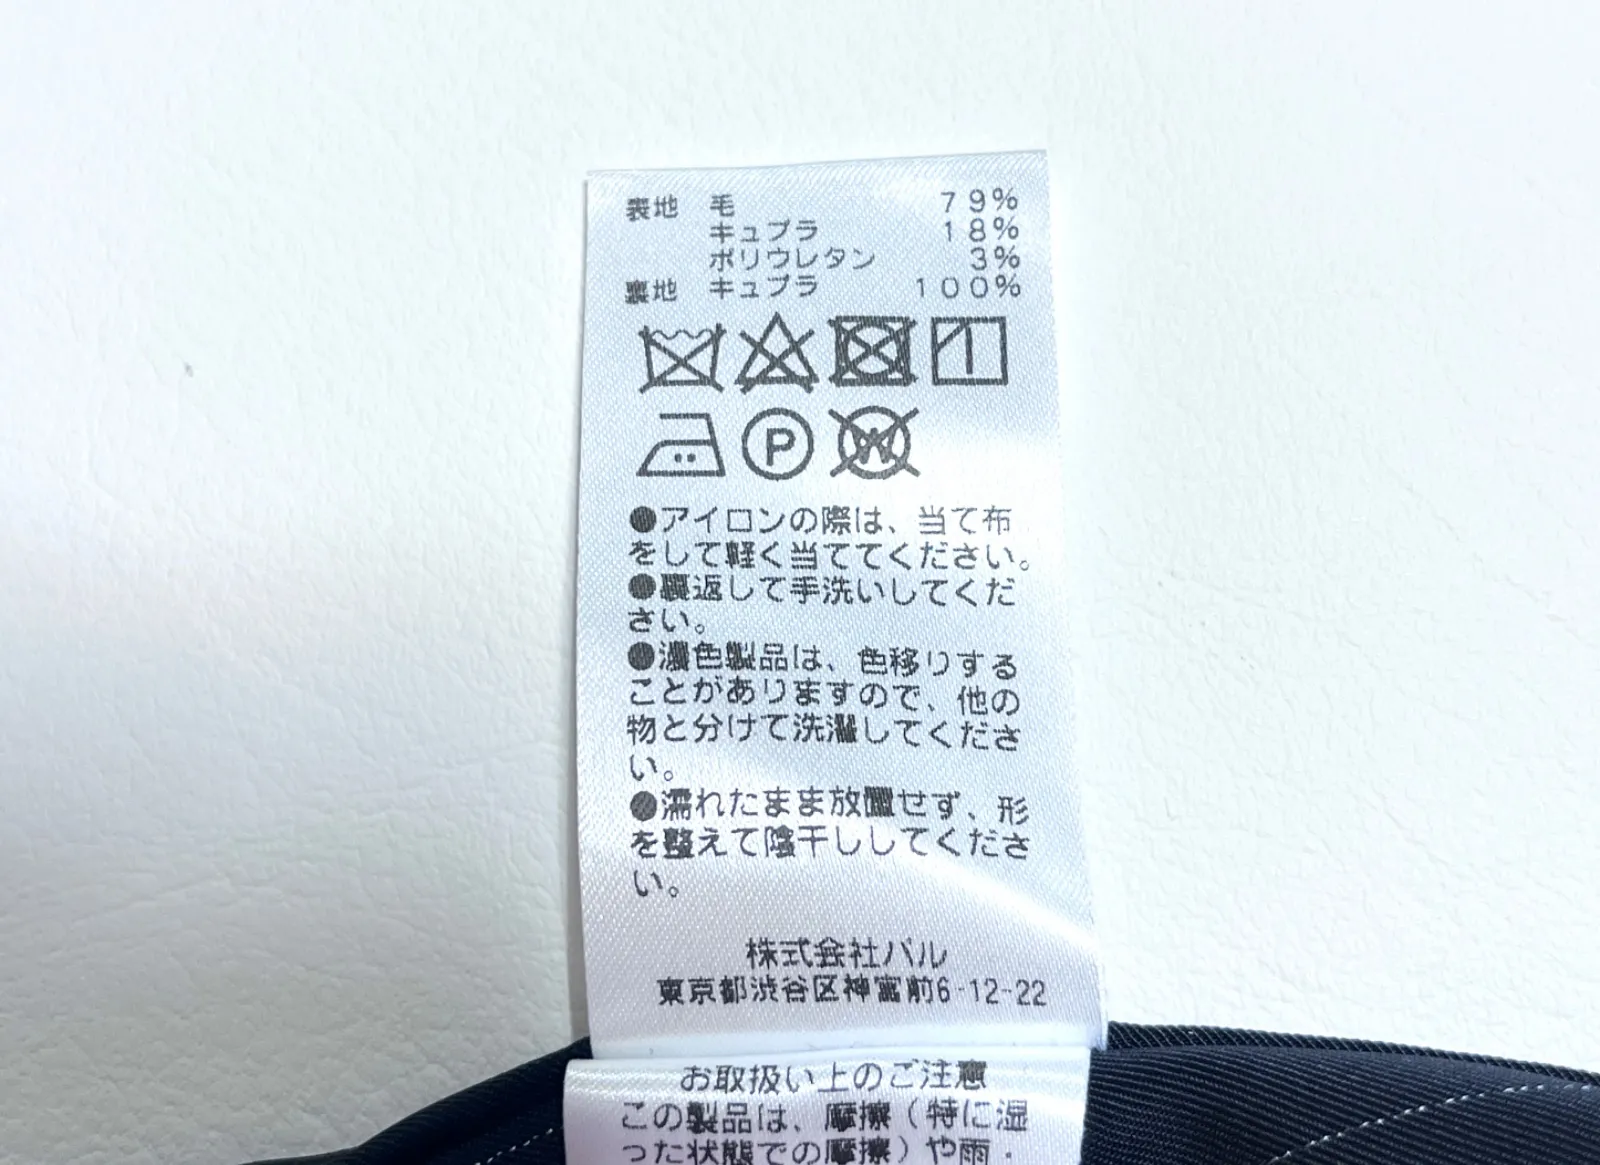 表地 毛 79%
キュプラ 18%
ポリウレタン 3%
裏地 キュプラ 100%
P W
●アイロンの際は、当て布
をして軽く当ててください。
●裏返して手洗いしてくだ
さい。
●濃色製品は、色移りする
ことがありますので、他の
物と分けて洗濯してくださ
い。
●濡れたまま放置せず、形
を整えて陰干ししてくださ
い。
株式会社パル
東京都渋谷区神宮前6-12-22
お取扱い上のご注意
この製品は、摩擦(特に湿
った状態での摩擦)や雨・